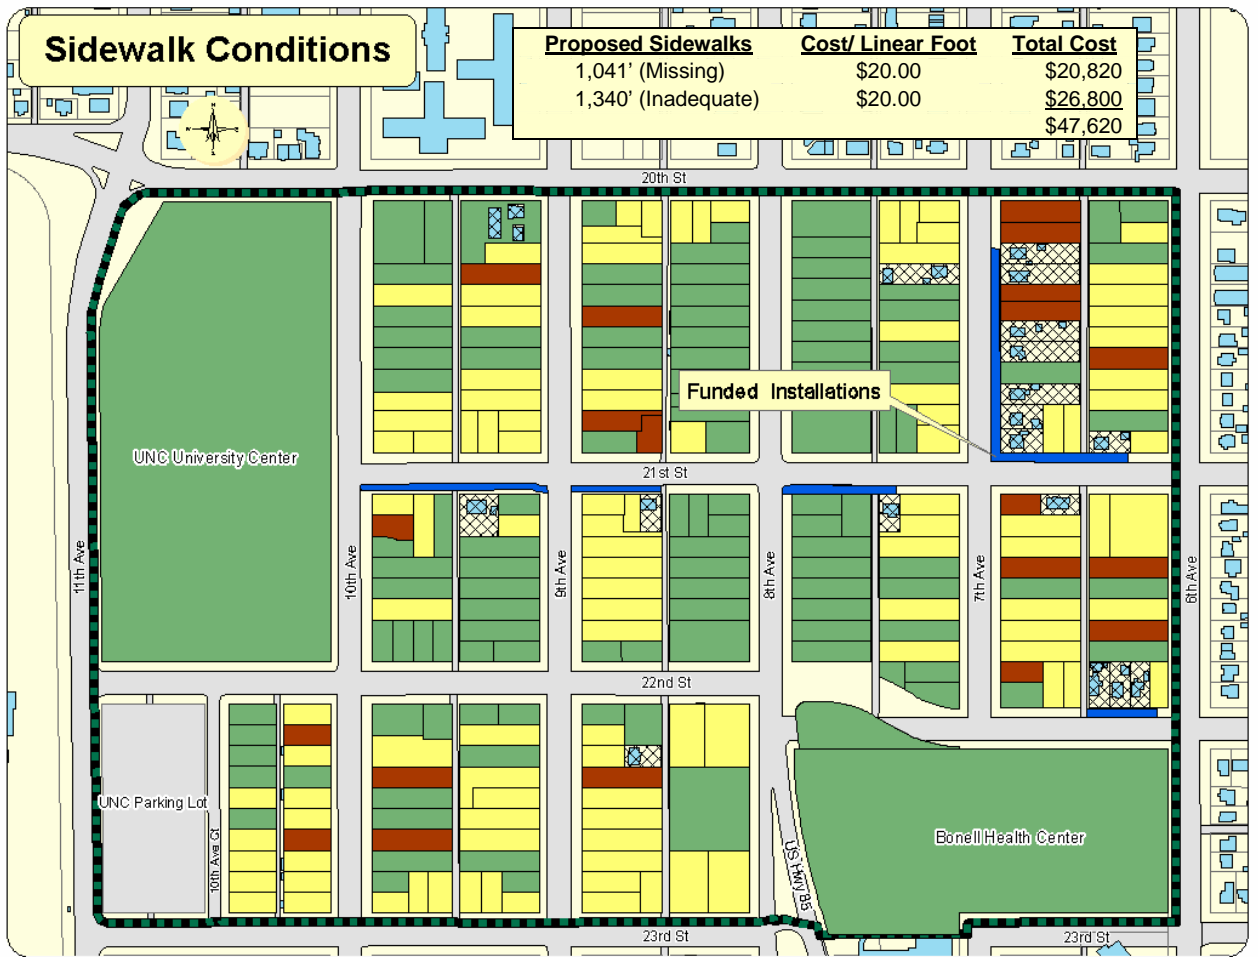 Sidewalk Conditions
Proposed Sidewalks Cost/ Linear Foot Total Cost
1,041’ (Missing) $20.00 $20,820
1,340’ (Inadequate) $20.00 $26,800
$47,620
20th St
Funded Installations
UNC University Center
21st St
11th Ave
10th Ave
9th Ave
8th Ave
7th Ave
6th Ave
22nd St
UNC Parking Lot
10th Ave Ct
US Hwy 85
Bonell Health Center
23rd St
23rd St